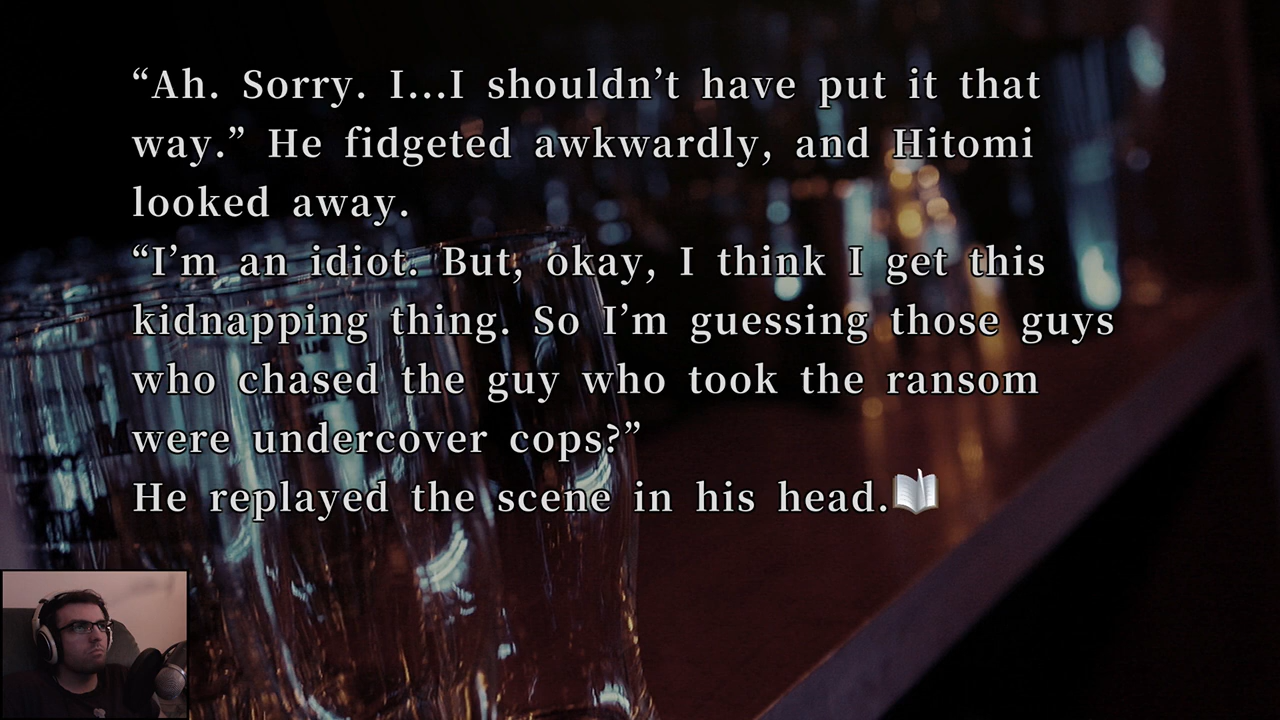 “Ah. Sorry. I...I shouldn’t have put it that
way.” He fidgeted awkwardly, and Hitomi
looked away.
“I’m an idiot. But, okay, I think I get this
kidnapping thing. So I’m guessing those guys
who chased the guy who took the ransom
were undercover cops?”
He replayed the scene in his head.